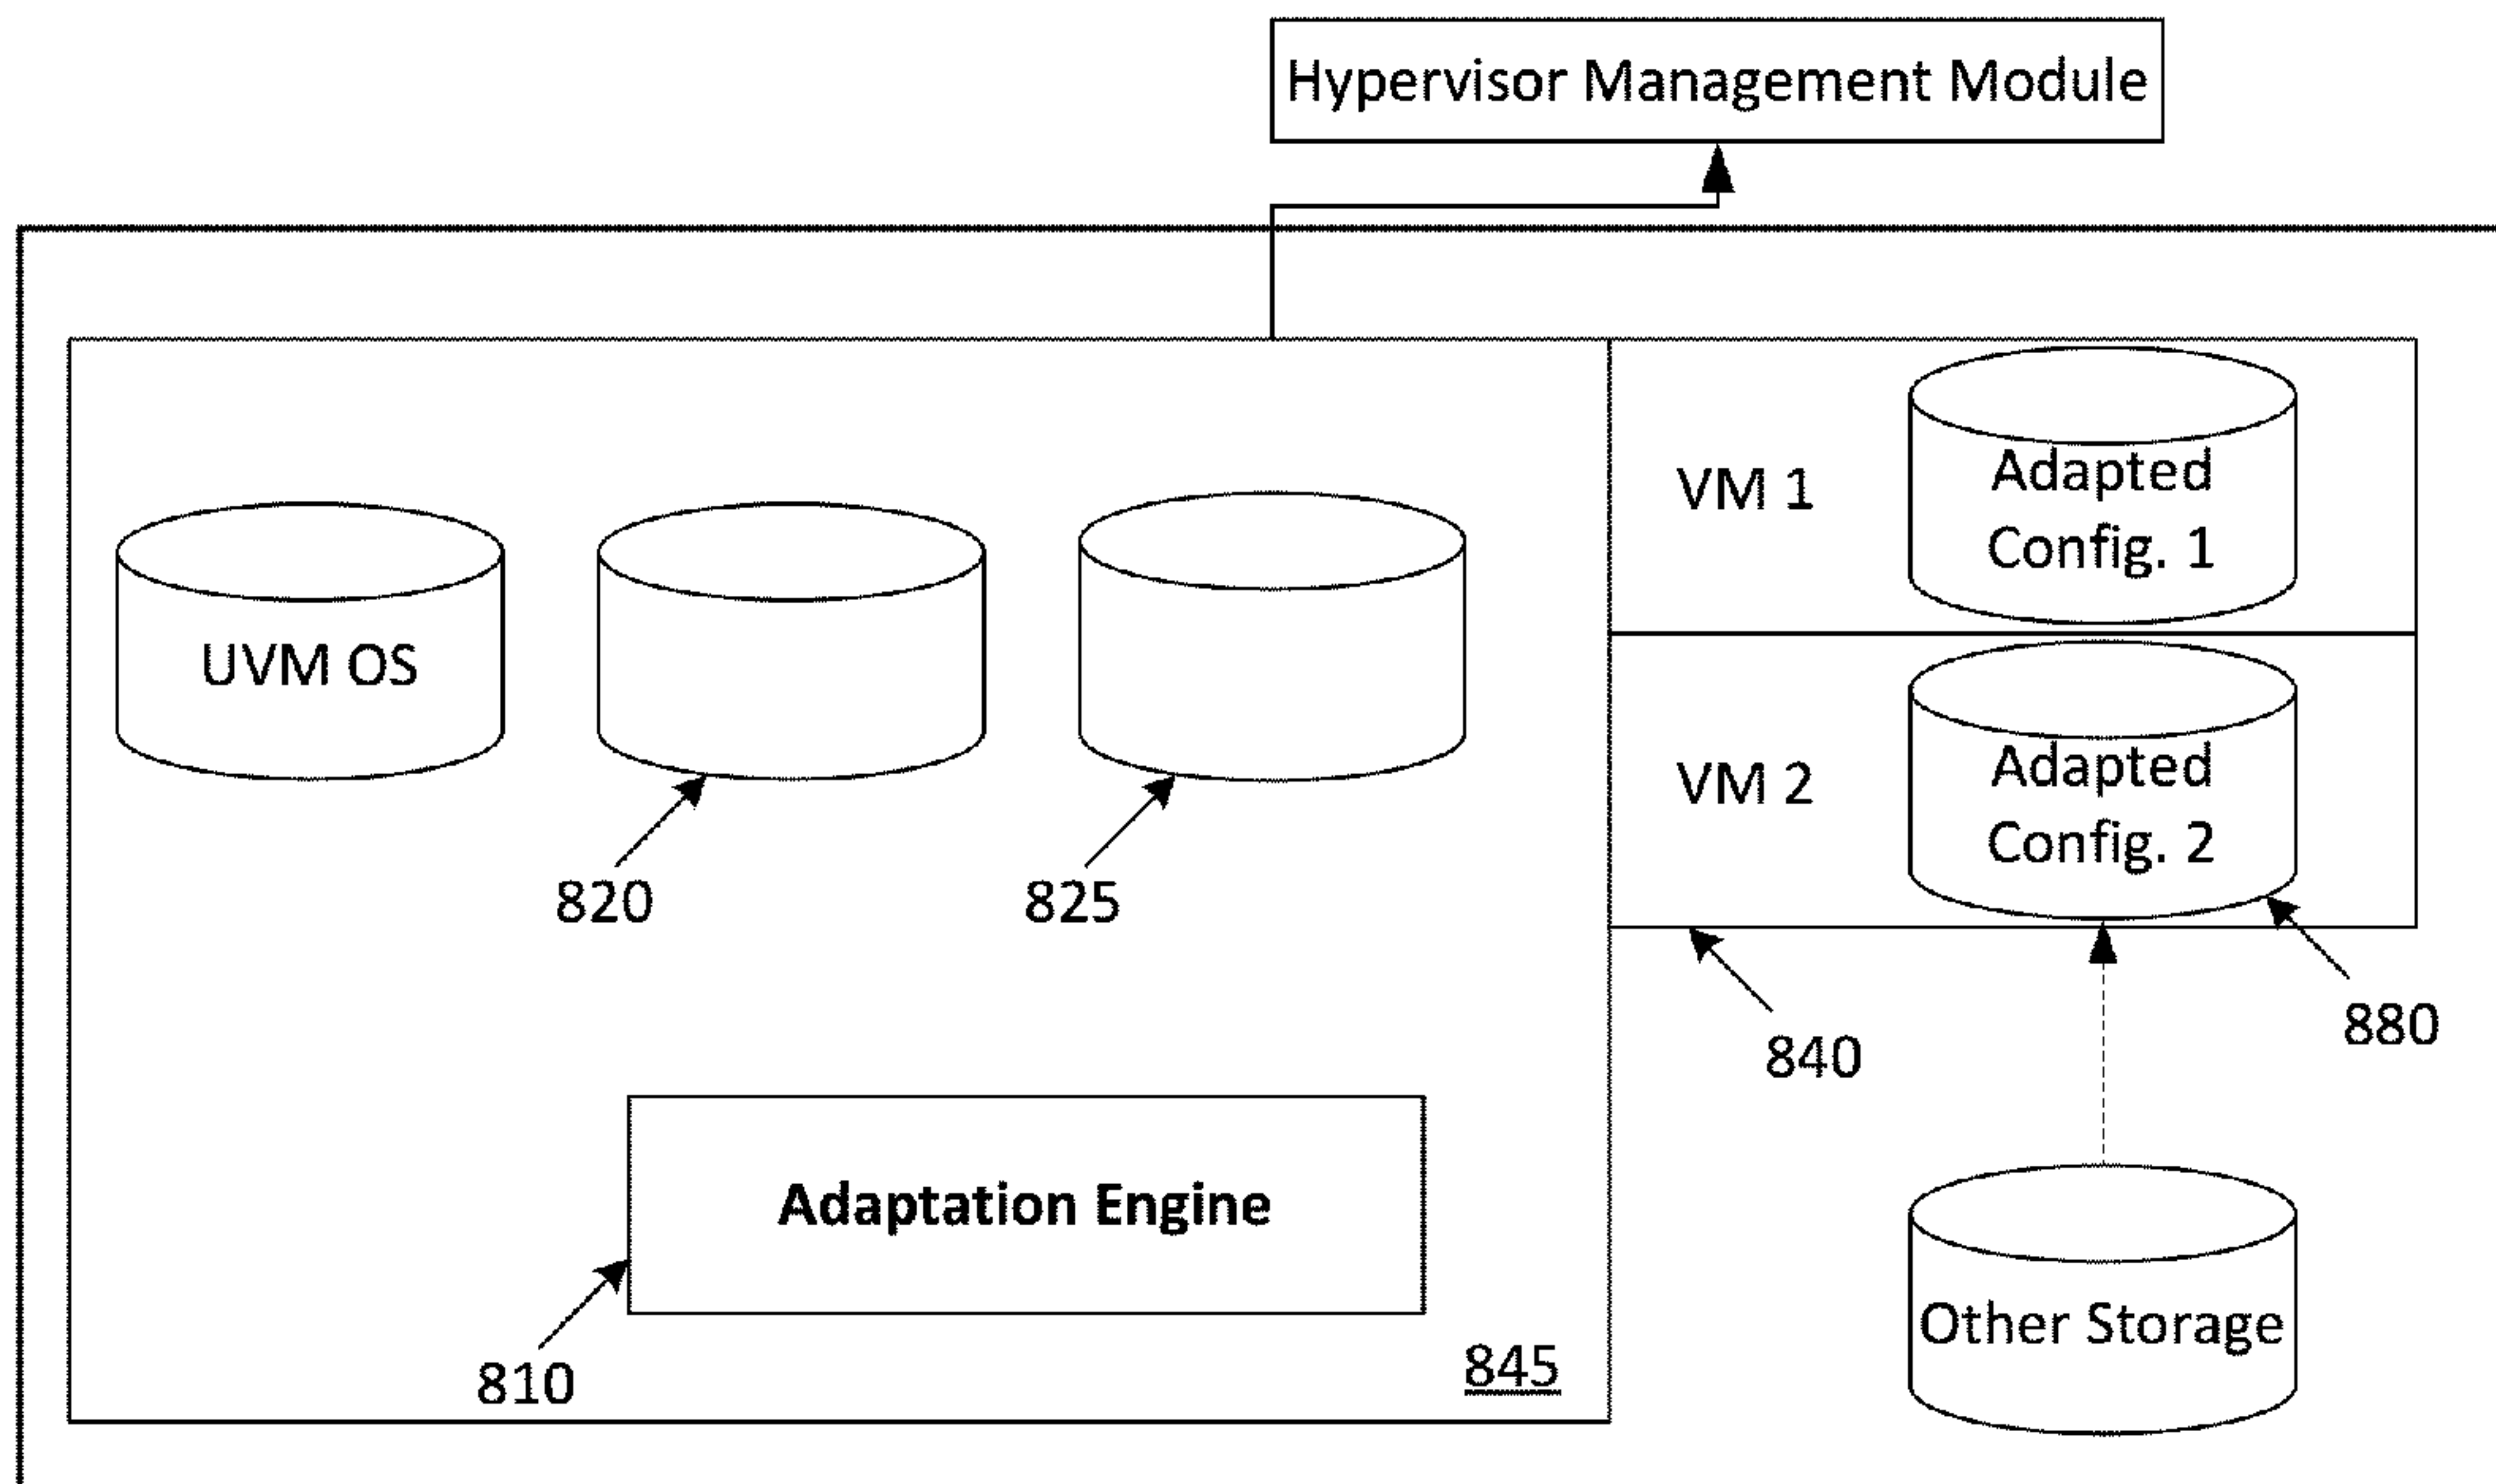 Hypervisor Management Module
VM 1
Adapted
Config. 1
UVM OS
VM 2
Adapted
Config. 2
820
825
840
880
Adaptation Engine
810
845
Other Storage